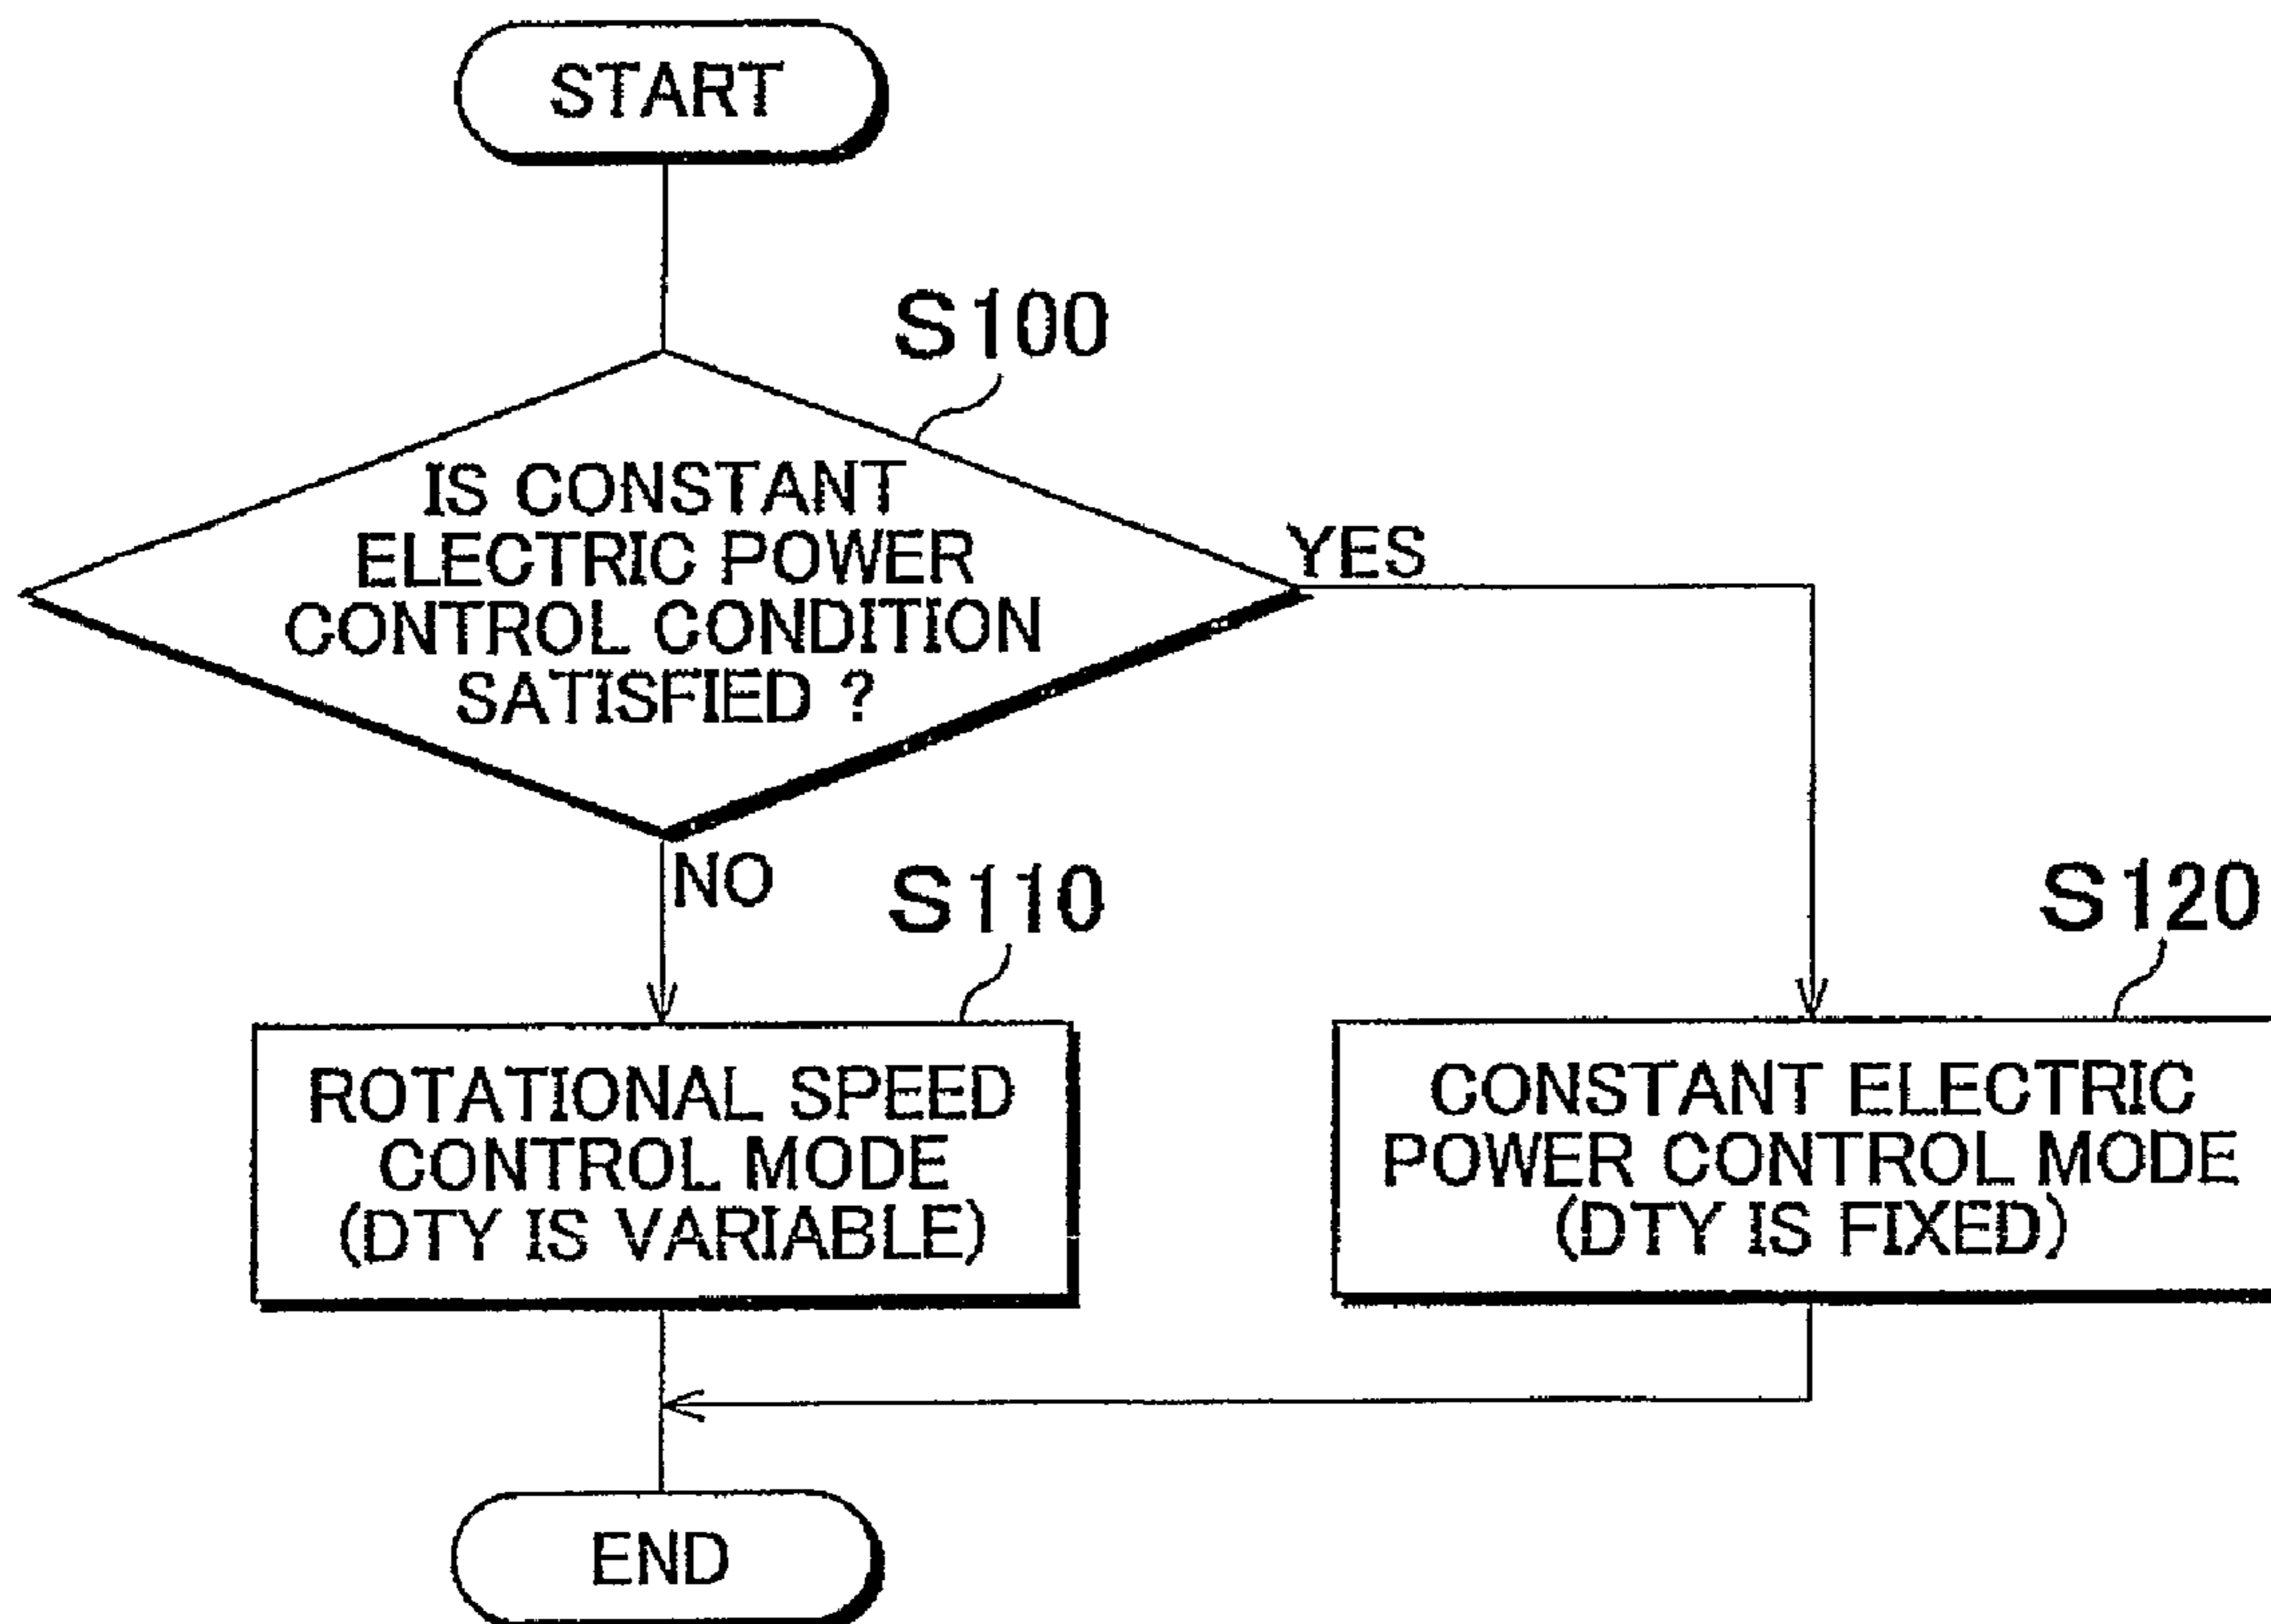 START
S100
IS CONSTANT
ELECTRIC POWER
CONTROL CONDITION
SATISFIED ?
YES
NO
S110
ROTATIONAL SPEED
CONTROL MODE
(DTY IS VARIABLE)
S120
CONSTANT ELECTRIC
POWER CONTROL MODE
(DTY IS FIXED)
END